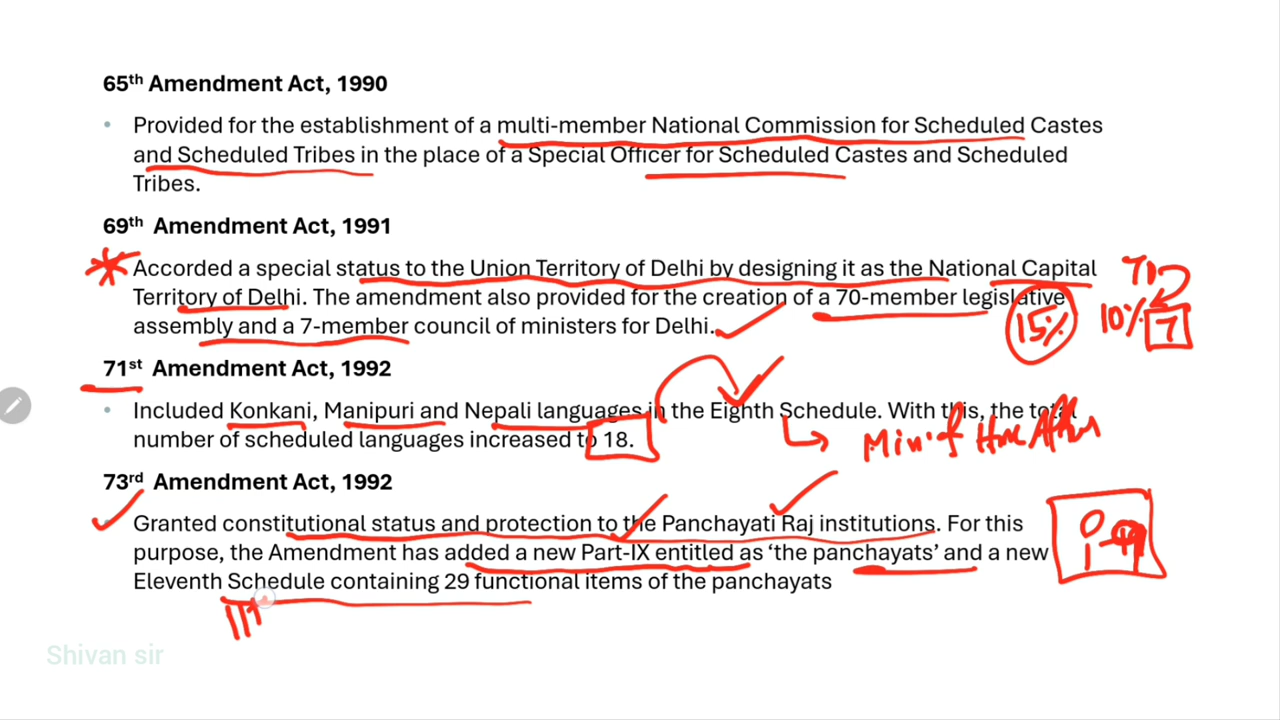 65th Amendment Act, 1990
• Provided for the establishment of a multi-member National Commission for Scheduled Castes
and Scheduled Tribes in the place of a Special Officer for Scheduled Castes and Scheduled
Tribes.
69th Amendment Act, 1991
Accorded a special status to the Union Territory of Delhi by designing it as the National Capital
70
Territory of Delhi. The amendment also provided for the creation of a 70-member legislative
assembly and a 7-member council of ministers for Delhi.
15% 10% 7
71st Amendment Act, 1992
• Included Konkani, Manipuri and Nepali languages in the Eighth Schedule. With this, the total
number of scheduled languages increased to 18.
Min. of
73rd Amendment Act, 1992
Granted constitutional status and protection to the Panchayati Raj institutions. For this
purpose, the Amendment has added a new Part-IX entitled as ‘the panchayats’ and a new
Eleventh Schedule containing 29 functional items of the panchayats
Shivan sir